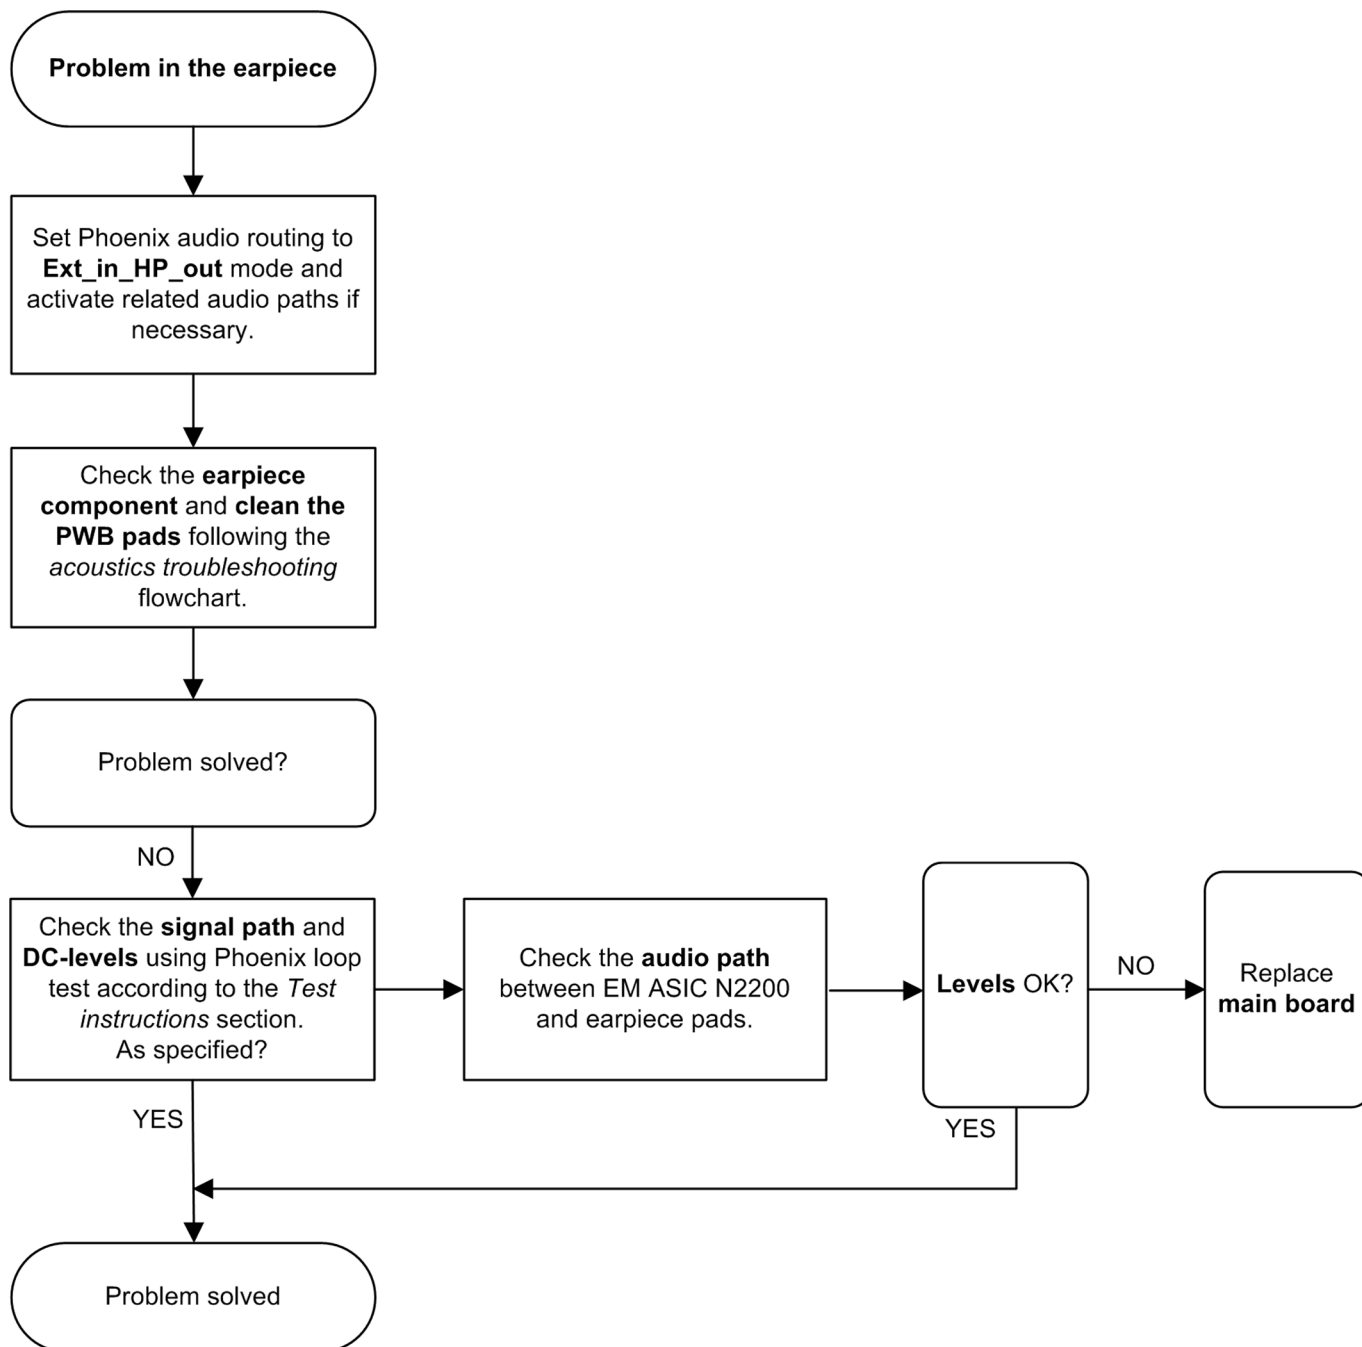 Problem in the earpiece
Set Phoenix audio routing to
Ext_in_HP_out mode and
activate related audio paths if
necessary.
Check the earpiece
component and clean the
PWB pads following the
acoustics troubleshooting
flowchart.
Problem solved?
NO
Check the signal path and
DC-levels using Phoenix loop
test according to the Test
instructions section.
As specified?
Check the audio path
between EM ASIC N2200
and earpiece pads.
Levels OK?
NO
Replace
main board
YES
YES
Problem solved